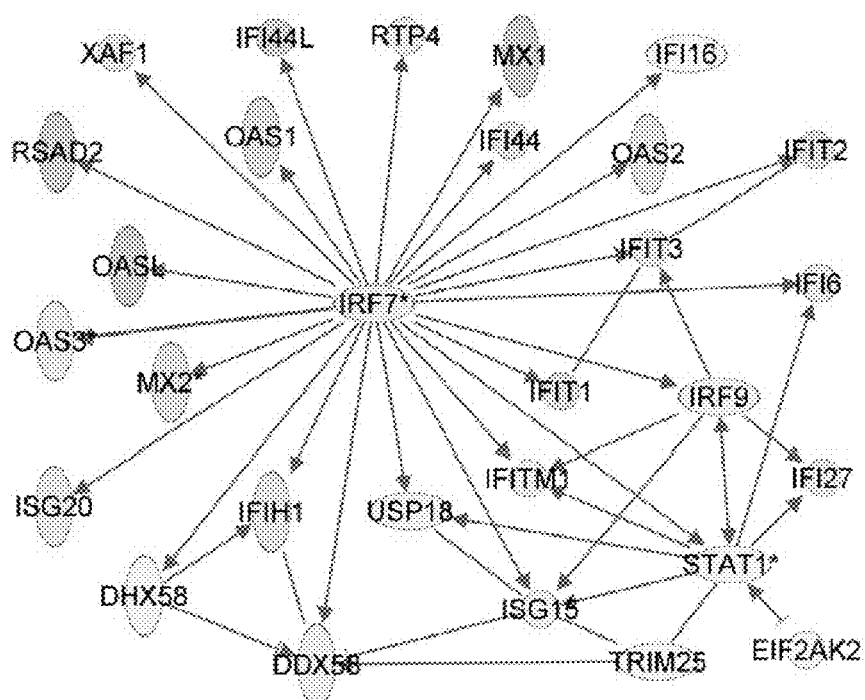 XAF1
IFI44L
RTP4
MX1
IFI16
RSAD2
OAS1
IFI44
OAS2
IFIT2
OASL
IFIT3
IFI6
IRF7*
OAS3*
MX2*
IFIT1
IRF9
ISG20
IFIH1
USP18
IFITM1
IFI27
STAT1*
DHX58
ISG15
DDX58
TRIM25
EIF2AK2